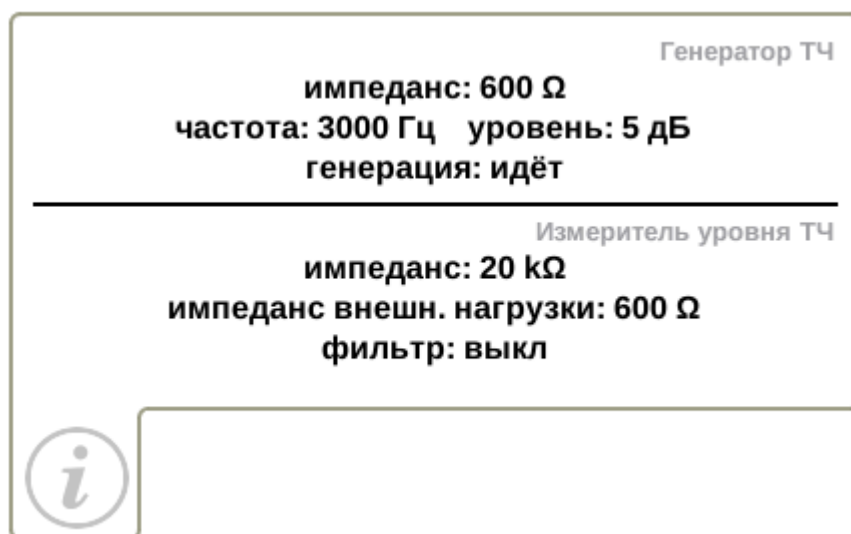 Генератор ТЧ
импеданс: 600 Ω
частота: 3000 Гц уровень: 5 дБ
генерация: идёт
Измеритель уровня ТЧ
импеданс: 20 kΩ
импеданс внешн. нагрузки: 600 Ω
фильтр: выкл
i